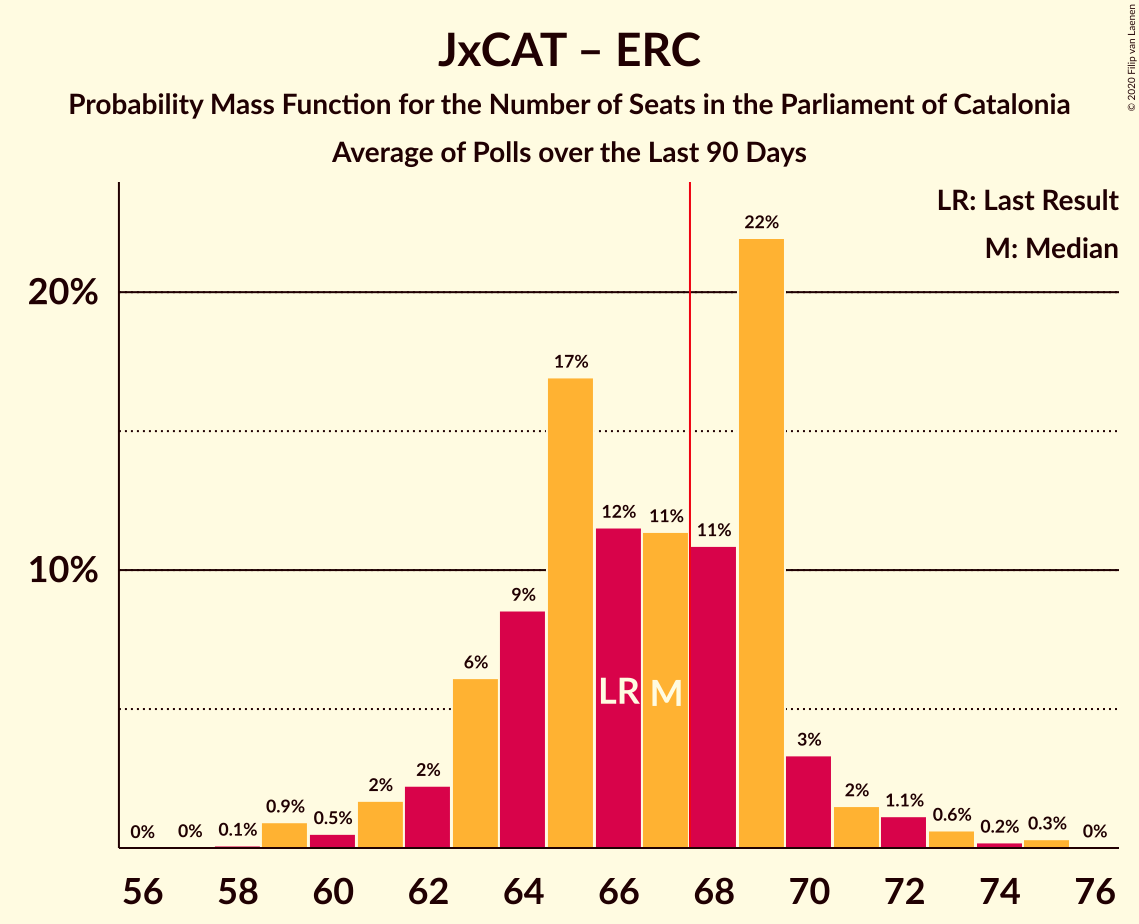 JxCAT – ERC
Probability Mass Function for the Number of Seats in the Parliament of Catalonia
Average of Polls over the Last 90 Days
© 2020 Filip van Laenen
LR: Last Result
M: Median
20%
10%
0%
0%
0.1%
0.9%
0.5%
2%
2%
6%
9%
17%
12%
11%
11%
22%
3%
2%
1.1%
0.6%
0.2%
0.3%
0%
LR
M
56 58 60 62 64 66 68 70 72 74 76